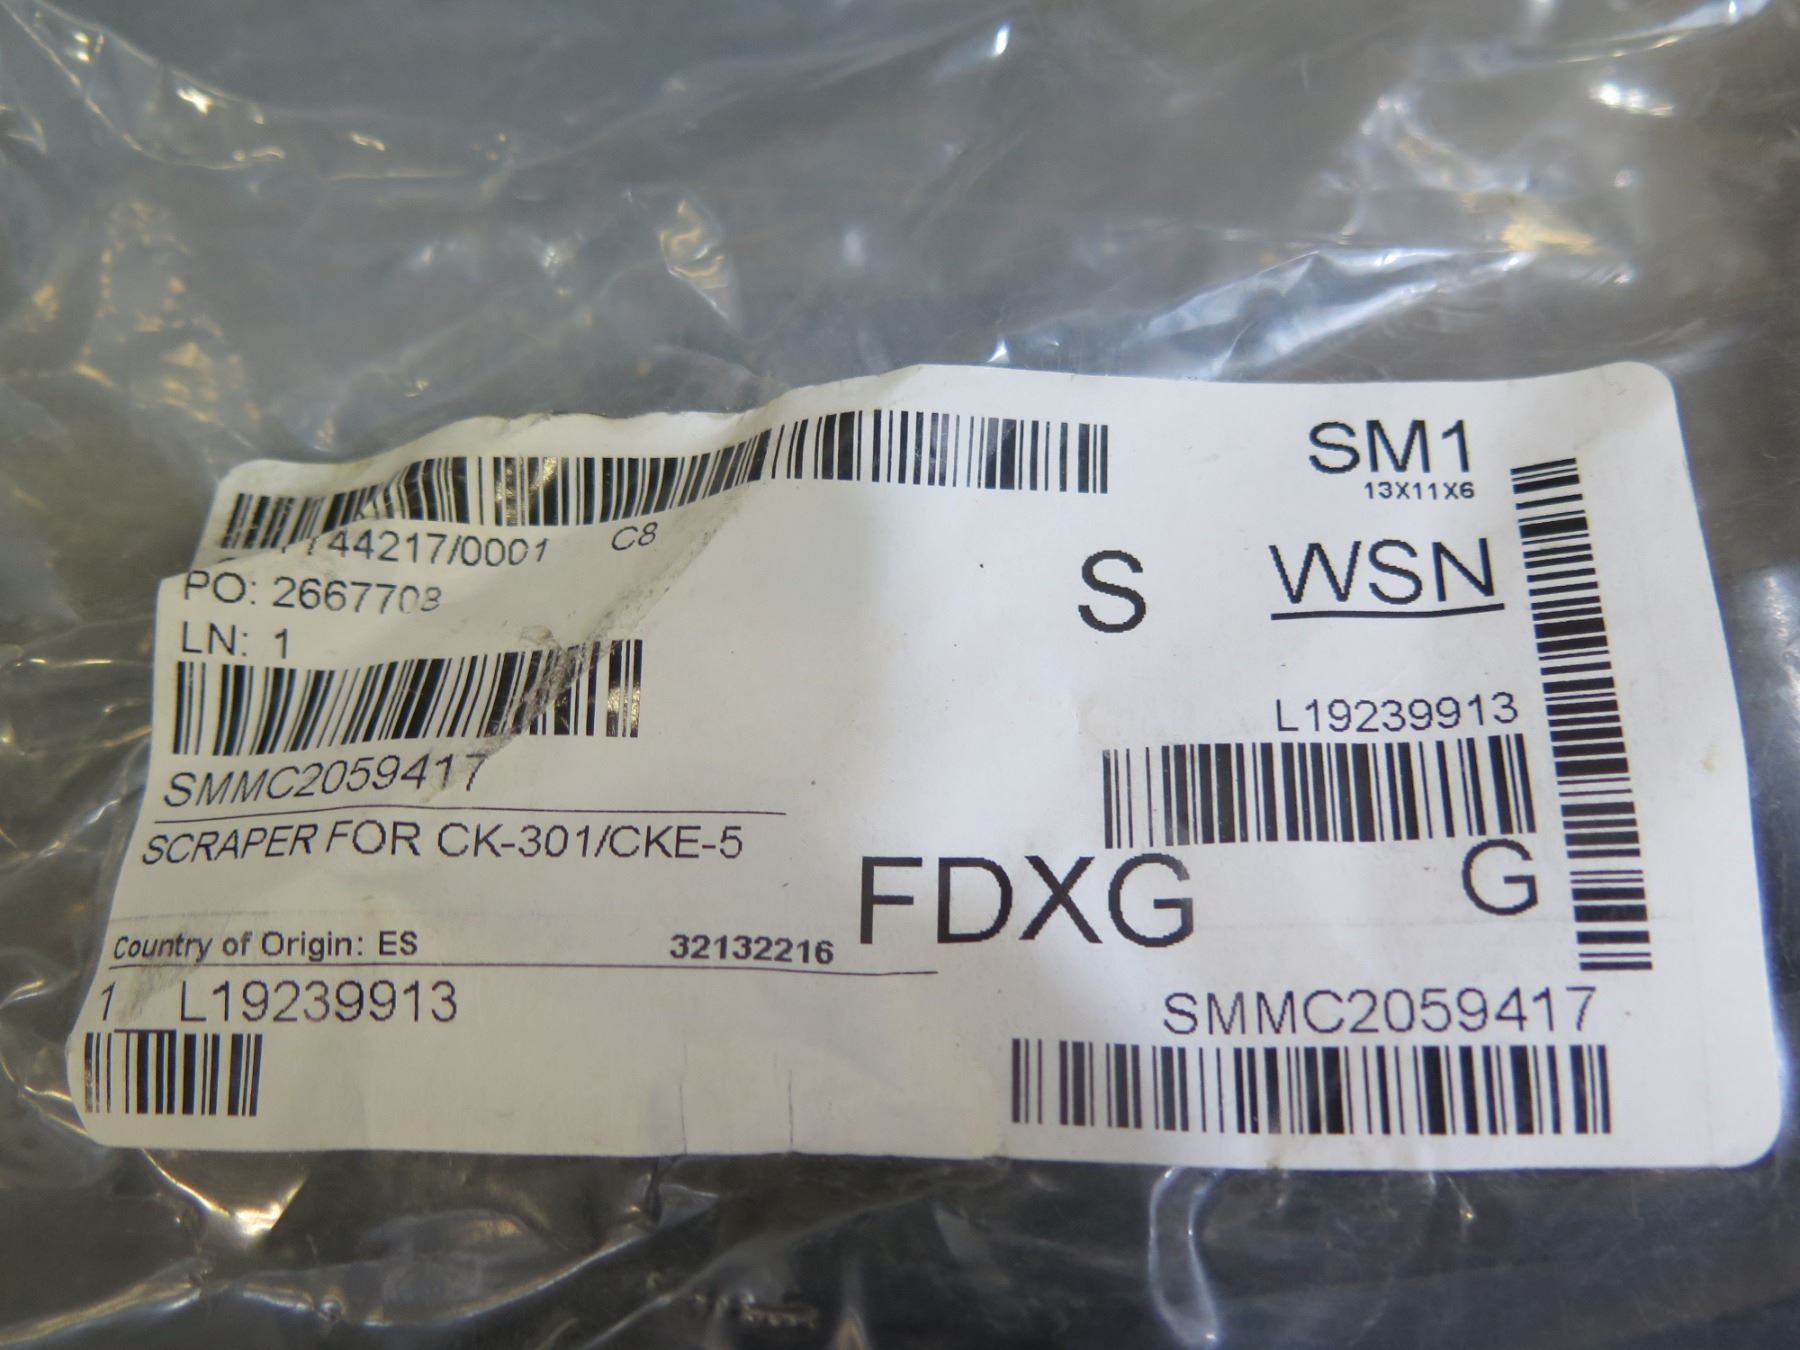 44217/0001 C8
PO: 2667708
LN: 1
SMMC2059417
SCRAPER FOR CK-301/CKE-5
Country of Origin: ES 32132216
1 L19239913
SM1
13X11X6
S WSN
L19239913
FDXG G
SMMC2059417